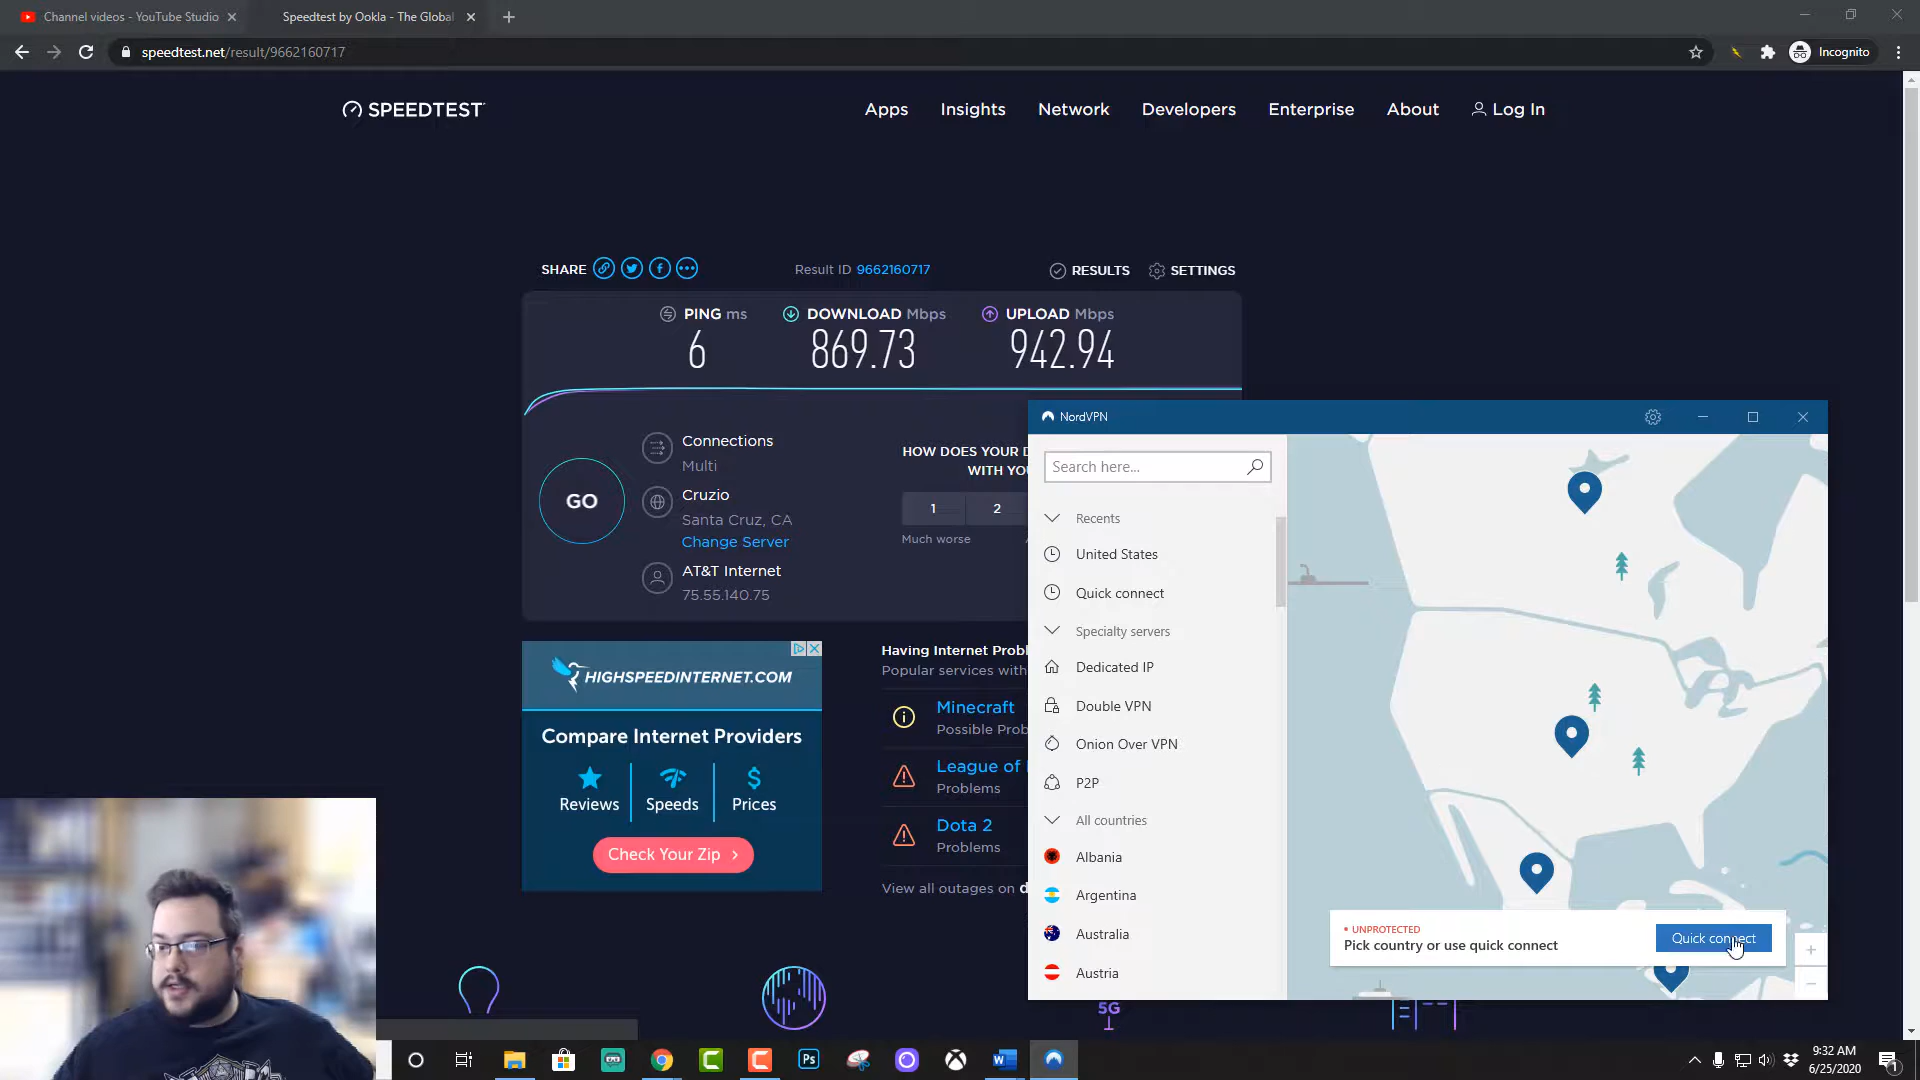 Channel videos - YouTube Studio
Speedtest by Ookla - The Global
speedtest.net/result/9662160717
Incognito
SPEEDTEST
Apps
Insights
Network
Developers
Enterprise
About
Log In
SHARE
Result ID 9662160717
RESULTS
SETTINGS
PING ms
DOWNLOAD Mbps
UPLOAD Mbps
6
869.73
942.94
GO
Connections
Multi
Cruzio
Santa Cruz, CA
Change Server
AT&T Internet
75.55.140.75
HOW DOES YOUR D
WITH YO
1
2
Much worse
HIGHSPEEDINTERNET.COM
Compare Internet Providers
Reviews
Speeds
Prices
Check Your Zip >
Having Internet Probl
Popular services with
Minecraft
Possible Prob
League of
Problems
Dota 2
Problems
View all outages on d
5G
NordVPN
Search here...
Recents
United States
Quick connect
Specialty servers
Dedicated IP
Double VPN
Onion Over VPN
P2P
All countries
Albania
Argentina
Australia
Austria
UNPROTECTED
Pick country or use quick connect
Quick connect
Ps
9:32 AM
6/25/2020
1